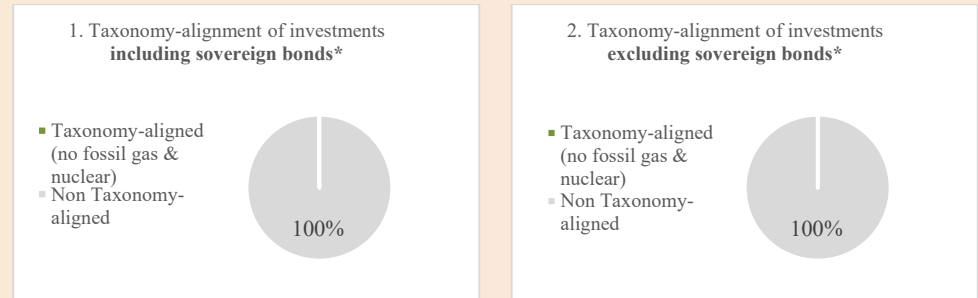 1. Taxonomy-alignment of investments
including sovereign bonds*
Taxonomy-aligned
(no fossil gas &
nuclear)
Non Taxonomy-
aligned
100%
2. Taxonomy-alignment of investments
excluding sovereign bonds*
Taxonomy-aligned
(no fossil gas &
nuclear)
Non Taxonomy-
aligned
100%